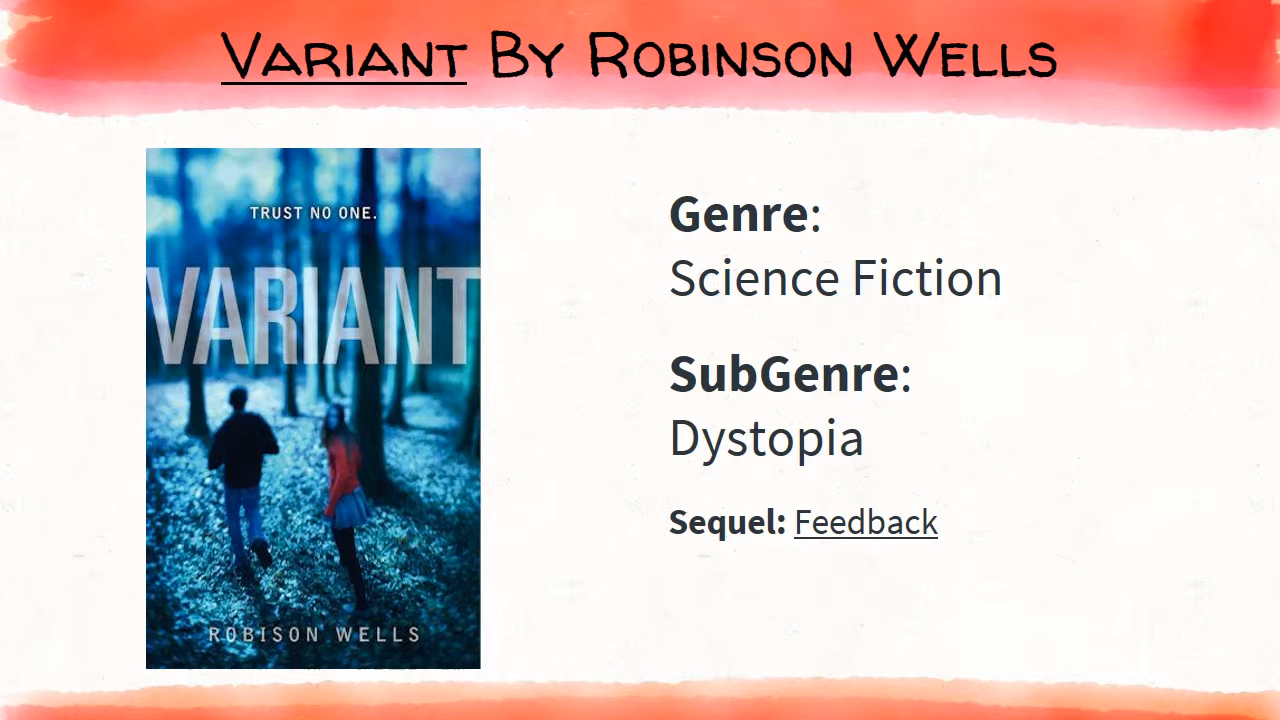 Variant By Robinson Wells
TRUST NO ONE.
VARIANT
ROBISON WELLS
Genre:
Science Fiction
SubGenre:
Dystopia
Sequel: Feedback